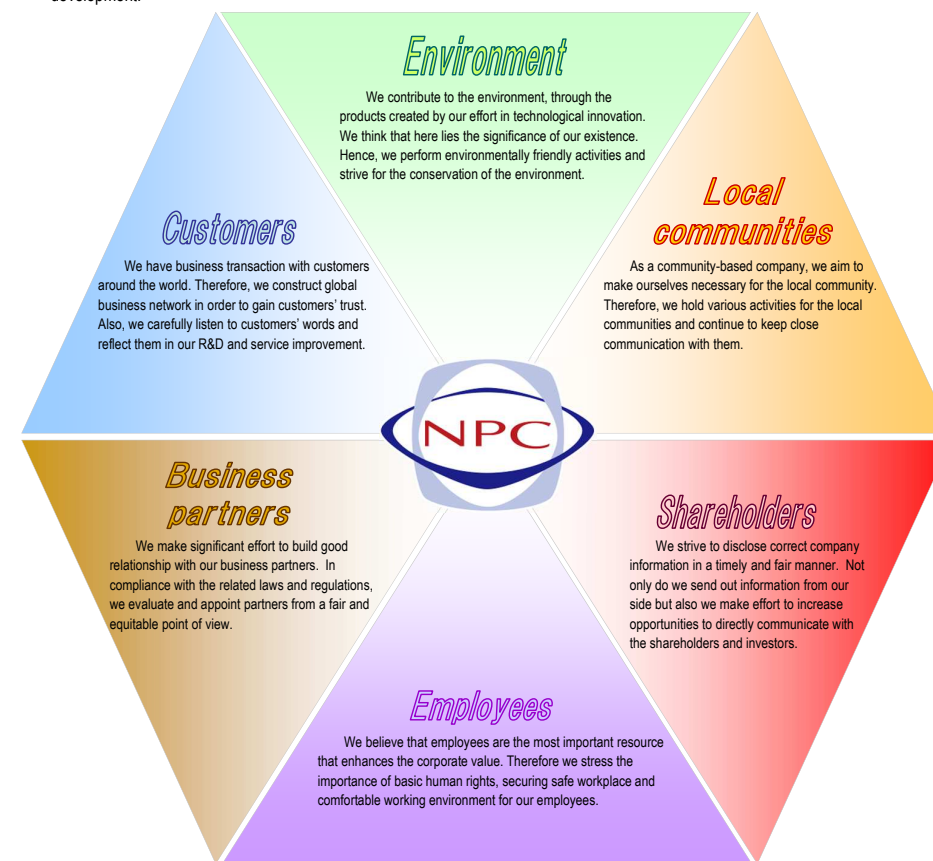 development.
Environment
We contribute to the environment, through the
products created by our effort in technological innovation.
We think that here lies the significance of our existence.
Hence, we perform environmentally friendly activities and
strive for the conservation of the environment.
Customers
We have business transaction with customers
around the world. Therefore, we construct global
business network in order to gain customers’ trust.
Also, we carefully listen to customers’ words and
reflect them in our R&D and service improvement.
Local
communities
As a community-based company, we aim to
make ourselves necessary for the local community.
Therefore, we hold various activities for the local
communities and continue to keep close
communication with them.
NPC
Business
partners
We make significant effort to build good
relationship with our business partners.  In
compliance with the related laws and regulations,
we evaluate and appoint partners from a fair and
equitable point of view.
Shareholders
We strive to disclose correct company
information in a timely and fair manner.  Not
only do we send out information from our
side but also we make effort to increase
opportunities to directly communicate with
the shareholders and investors.
Employees
We believe that employees are the most important resource
that enhances the corporate value. Therefore we stress the
importance of basic human rights, securing safe workplace and
comfortable working environment for our employees.